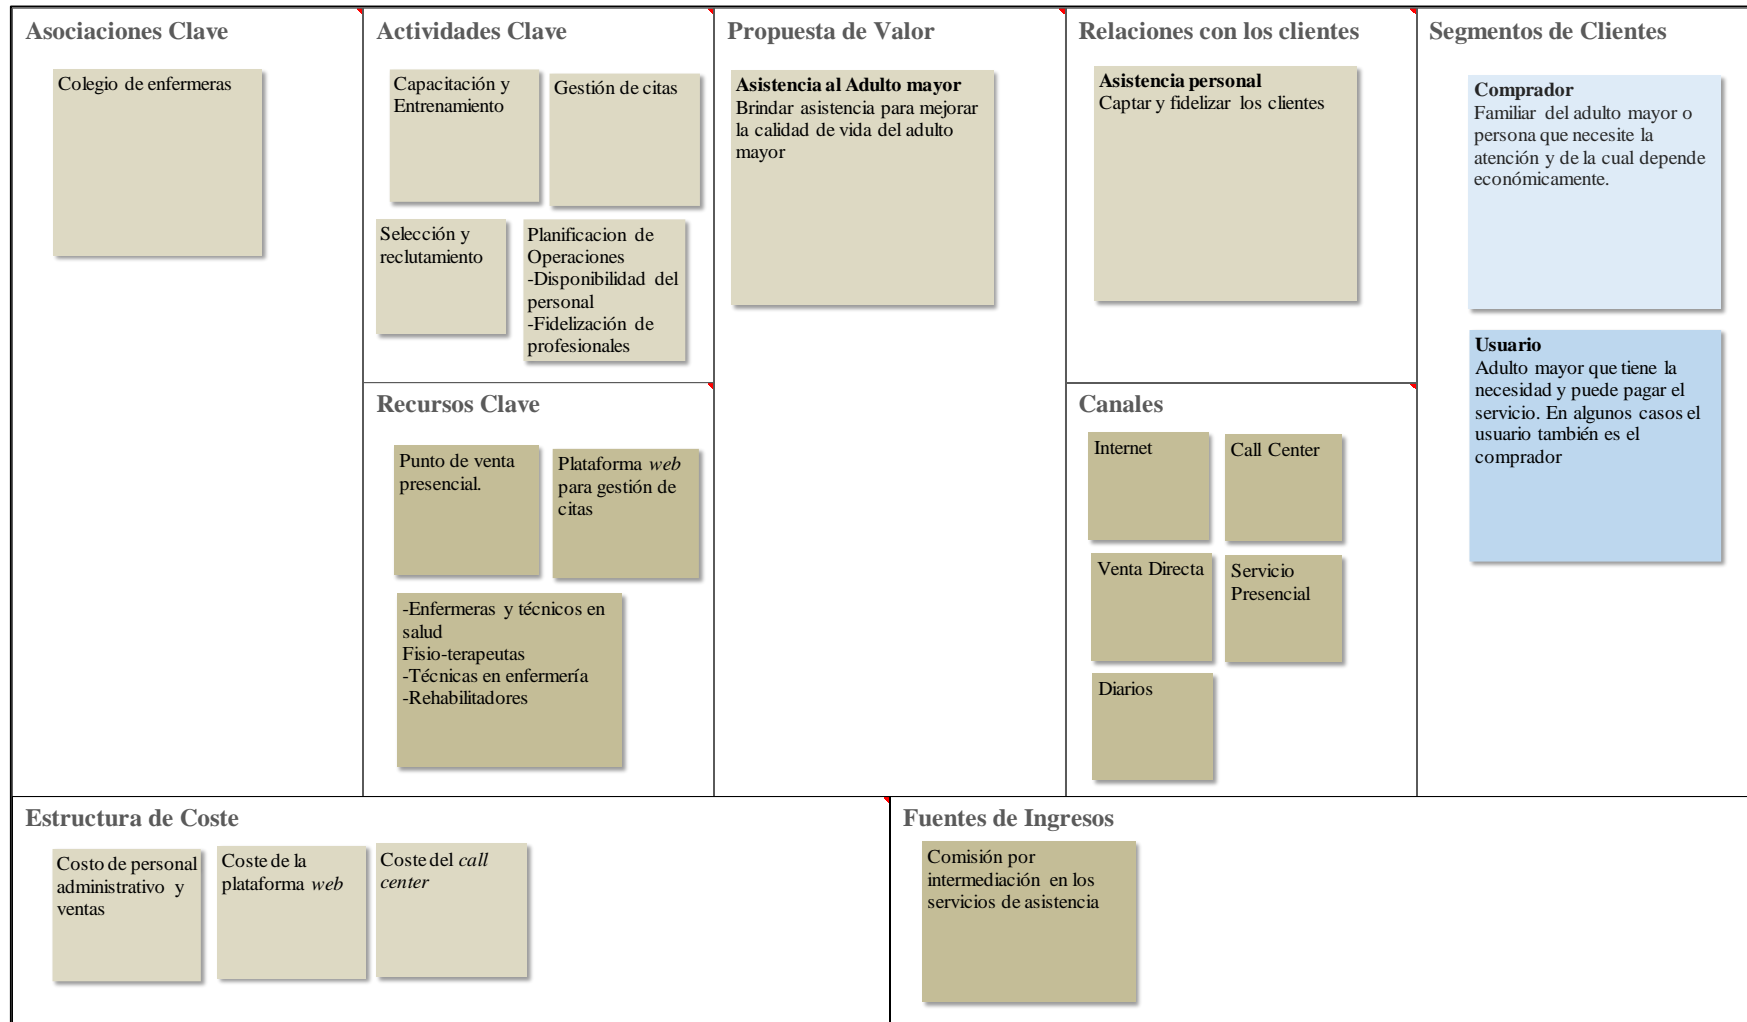 Asociaciones Clave
Colegio de enfermeras
Actividades Clave
Capacitación y
Entrenamiento
Gestión de citas
Selección y
reclutamiento
Planificacion de
Operaciones
-Disponibilidad del
personal
-Fidelización de
profesionales
Recursos Clave
Punto de venta
presencial.
Plataforma web
para gestión de
citas
-Enfermeras y técnicos en
salud
Fisio-terapeutas
-Técnicas en enfermería
-Rehabilitadores
Propuesta de Valor
Asistencia al Adulto mayor
Brindar asistencia para mejorar
la calidad de vida del adulto
mayor
Relaciones con los clientes
Asistencia personal
Captar y fidelizar los clientes
Canales
Internet
Call Center
Venta Directa
Servicio
Presencial
Diarios
Segmentos de Clientes
Comprador
Familiar del adulto mayor o
persona que necesite la
atención y de la cual depende
económicamente.
Usuario
Adulto mayor que tiene la
necesidad y puede pagar el
servicio. En algunos casos el
usuario también es el
comprador
Estructura de Coste
Costo de personal
administrativo y
ventas
Coste de la
plataforma web
Coste del call
center
Fuentes de Ingresos
Comisión por
intermediación en los
servicios de asistencia